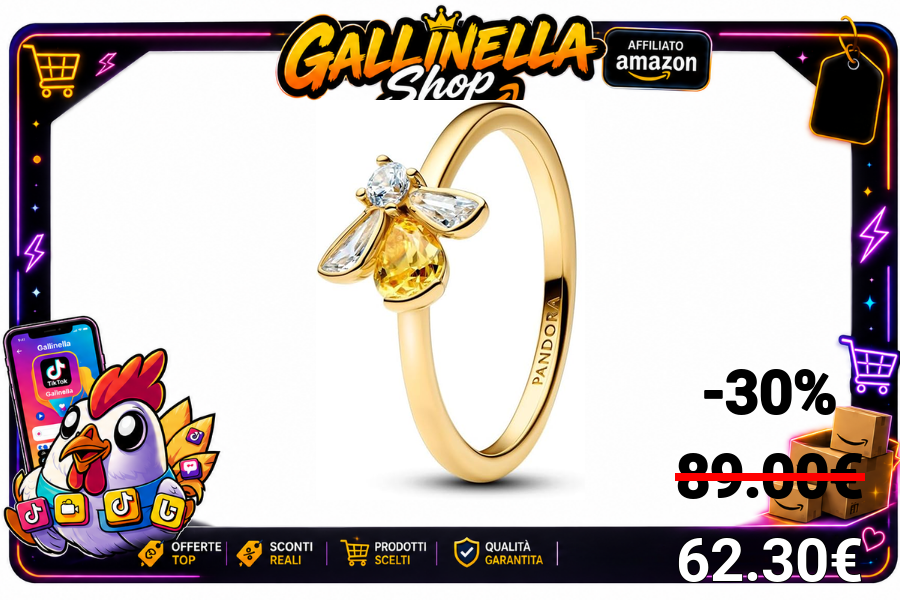 GALLINELLA
Shop
AFFILIATO
amazon
Gallinella
TikTok
Gallinella
PANDORA
-30%
89.00€
62.30€
OFFERTE
TOP
SCONTI
REALI
PRODOTTI
SCELTI
QUALITÀ
GARANTITA